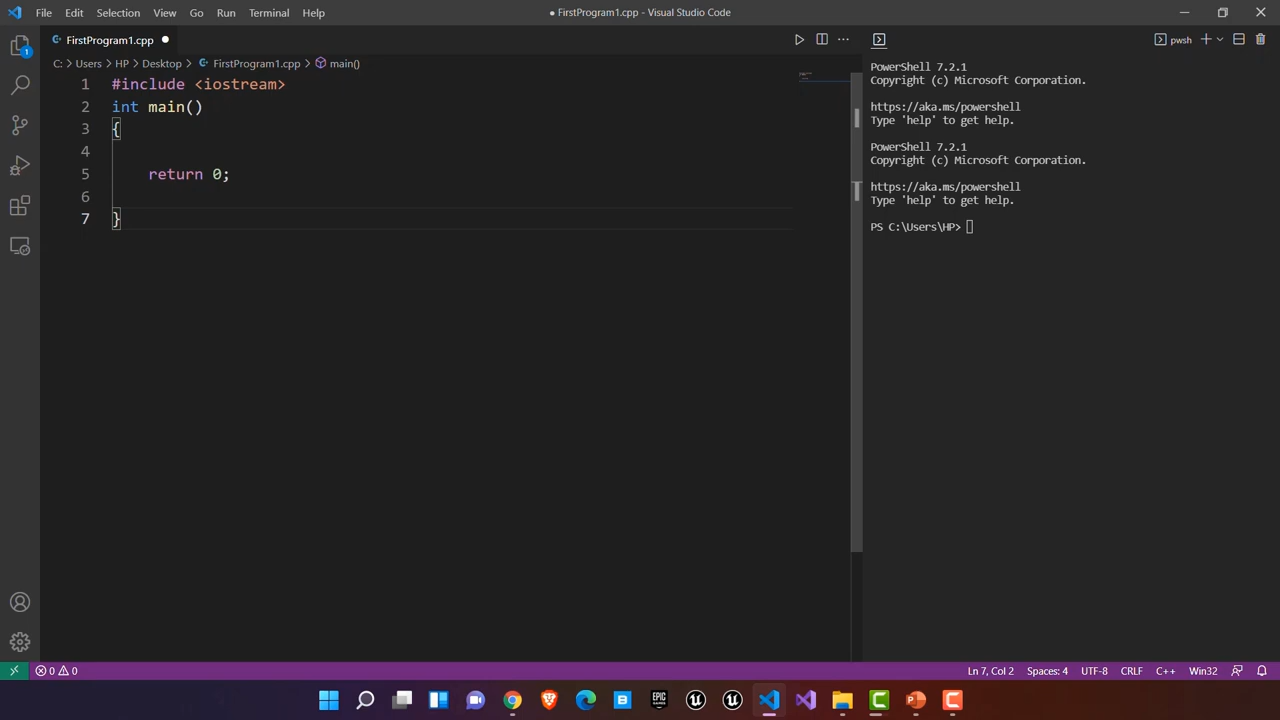 File Edit Selection View Go Run Terminal Help
● FirstProgram1.cpp - Visual Studio Code
FirstProgram1.cpp ●
pwsh
C: > Users > HP > Desktop > FirstProgram1.cpp > main()
1 #include <iostream>
2 int main()
3 {
4
5     return 0;
6
7 }
PowerShell 7.2.1
Copyright (c) Microsoft Corporation.
https://aka.ms/powershell
Type 'help' to get help.
PowerShell 7.2.1
Copyright (c) Microsoft Corporation.
https://aka.ms/powershell
Type 'help' to get help.
PS C:\Users\HP>
1
0 0
Ln 7, Col 2 Spaces: 4 UTF-8 CRLF C++ Win32
EPIC GAMES